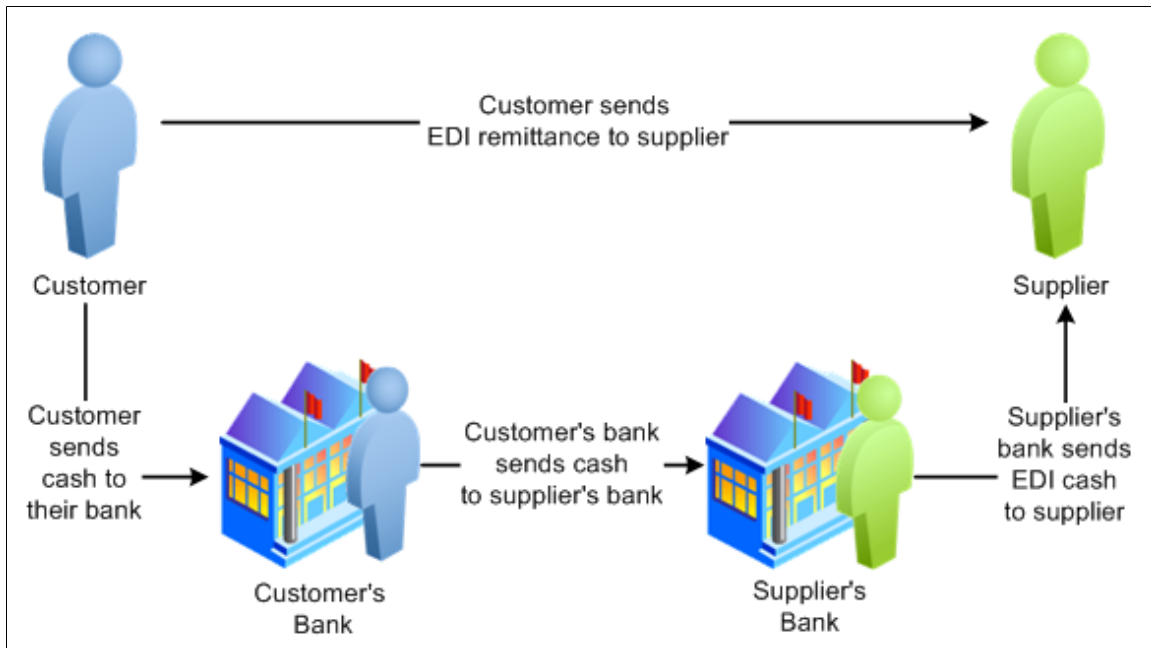 Customer sends
EDI remittance to supplier
Customer
Supplier
Customer
sends
cash to
their bank
Customer's bank
sends cash
to supplier's bank
Supplier's
bank sends
EDI cash
to supplier
Customer's
Bank
Supplier's
Bank